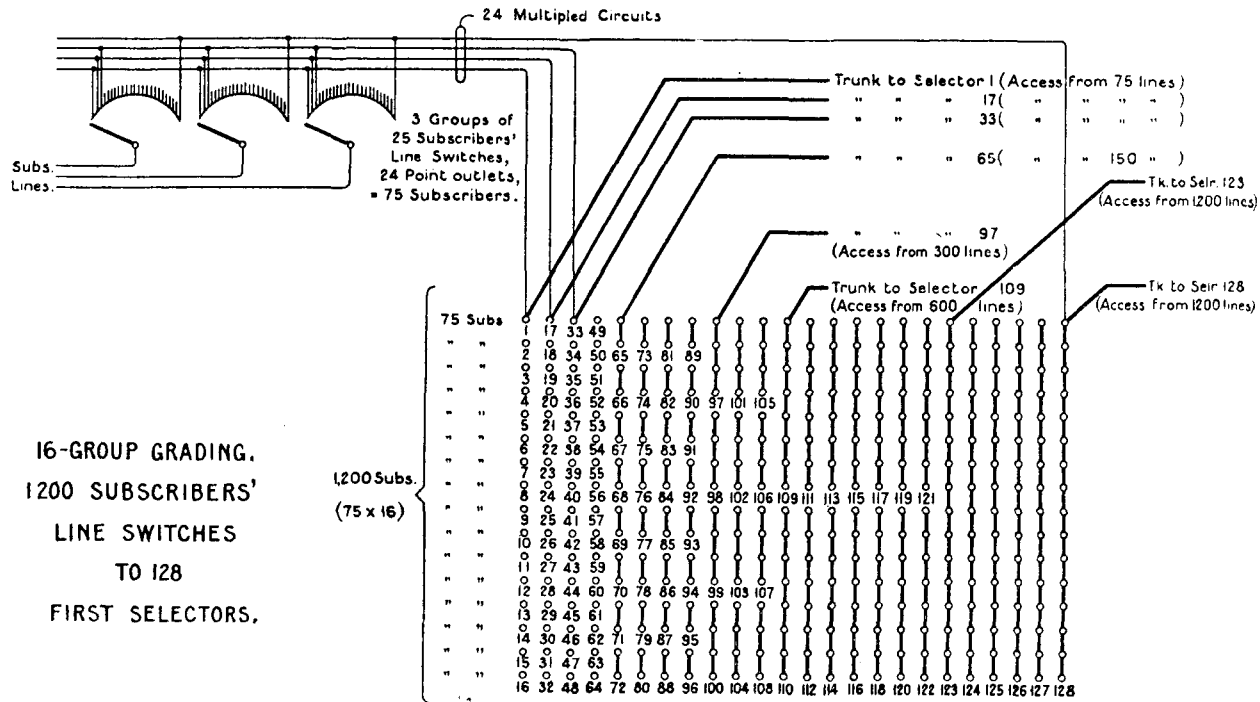 24 Multipled Circuits
Trunk to Selector 1 (Access from 75 lines)
" " " 17 ( " " " " )
" " " 33 ( " " " " )
" " " 65 ( " " 150 " )
3 Groups of
25 Subscribers'
Line Switches,
24 Point outlets,
= 75 Subscribers.
Subs.
Lines.
Tk. to Selr. 123
(Access from 1200 lines)
" " " 97
(Access from 300 lines)
Trunk to Selector 109
(Access from 600 lines)
Tk to Selr 128
(Access from 1200 lines)
16-GROUP GRADING.
1200 SUBSCRIBERS'
LINE SWITCHES
TO 128
FIRST SELECTORS.
1,200 Subs.
(75 x 16)
75 Subs 1 17 33 49
" " 2 18 34 50 65 73 81 89
" " 3 19 35 51
" " 4 20 36 52 66 74 82 90 97 101 105
" " 5 21 37 53
" " 6 22 38 54 67 75 83 91
" " 7 23 39 55
" " 8 24 40 56 68 76 84 92 98 102 106 109 111 113 115 117 119 121
" " 9 25 41 57
" " 10 26 42 58 69 77 85 93
" " 11 27 43 59
" " 12 28 44 60 70 78 86 94 99 103 107
" " 13 29 45 61
" " 14 30 46 62 71 79 87 95
" " 15 31 47 63
" " 16 32 48 64 72 80 88 96 100 104 108 110 112 114 116 118 120 122 123 124 125 126 127 128